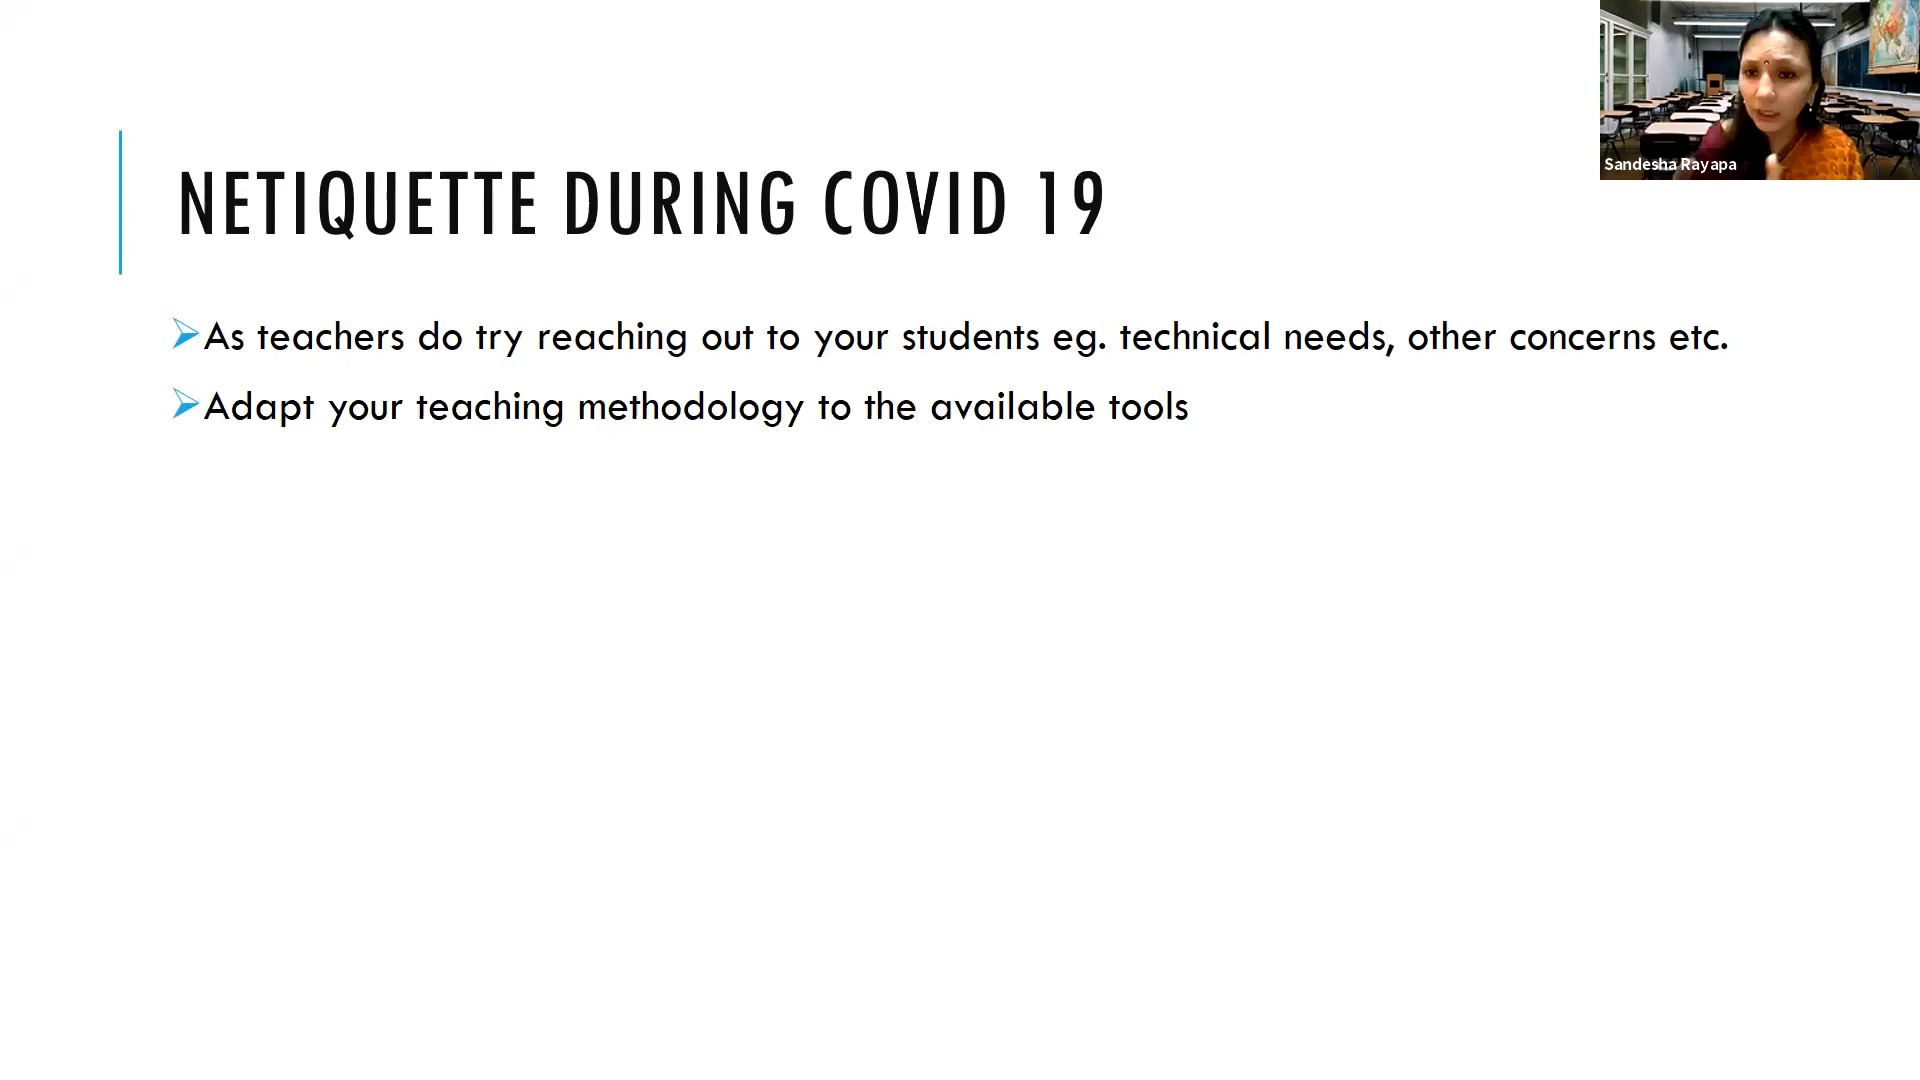 NETIQUETTE DURING COVID 19
As teachers do try reaching out to your students eg. technical needs, other concerns etc.
Adapt your teaching methodology to the available tools
Sandesha Rayapa